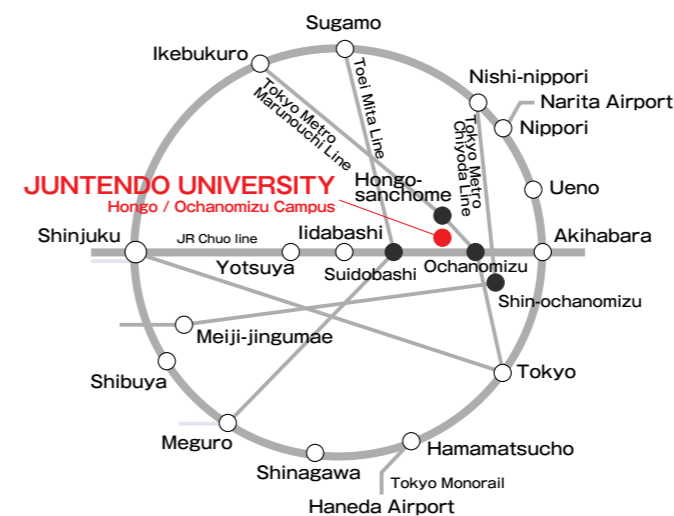 Sugamo
Ikebukuro
Nishi-nippori
Narita Airport
Nippori
Tokyo Metro
Marunouchi Line
Toei Mita Line
Tokyo Metro
Chiyoda Line
JUNTENDO UNIVERSITY
Hongo / Ochanomizu Campus
Hongo-
sanchome
Ueno
Shinjuku
JR Chuo line
Iidabashi
Akihabara
Yotsuya
Suidobashi
Ochanomizu
Shin-ochanomizu
Meiji-jingumae
Shibuya
Tokyo
Meguro
Hamamatsucho
Shinagawa
Tokyo Monorail
Haneda Airport